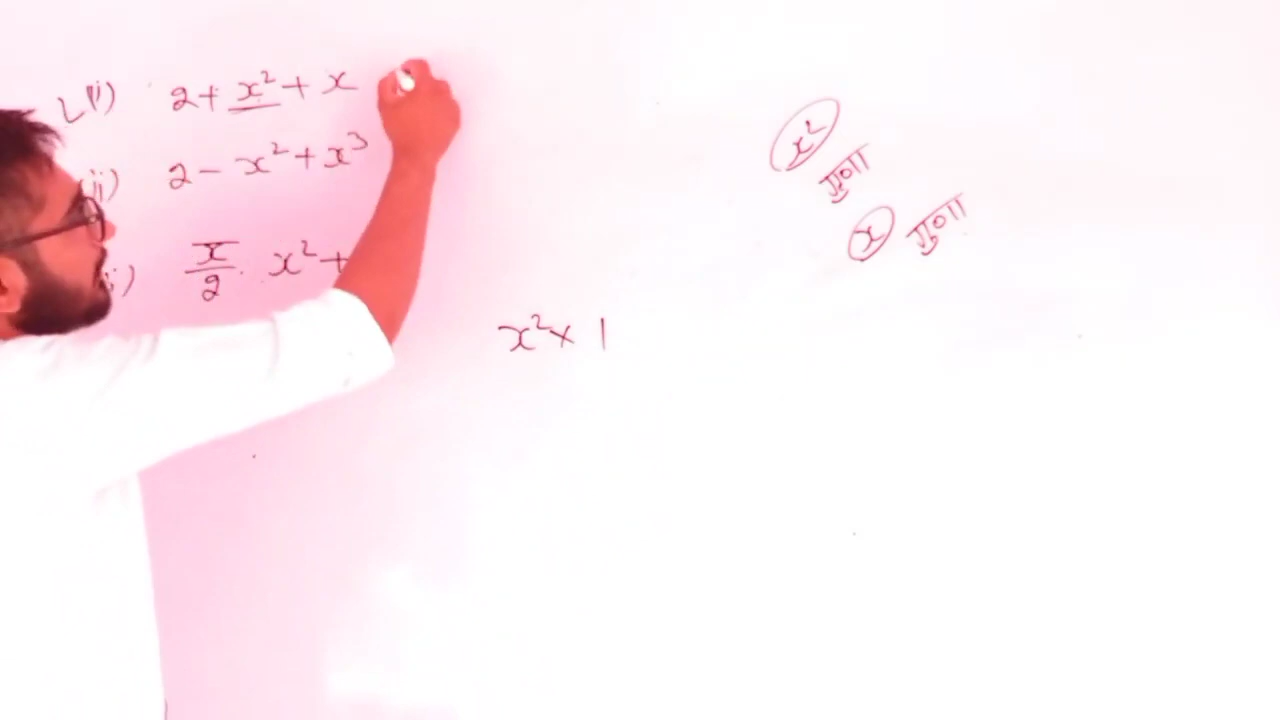 L(i) 2 + x² + x
(ii) 2 - x² + x³
i) π/2 x² +
x² × 1
x²
गुणा
x गुणा